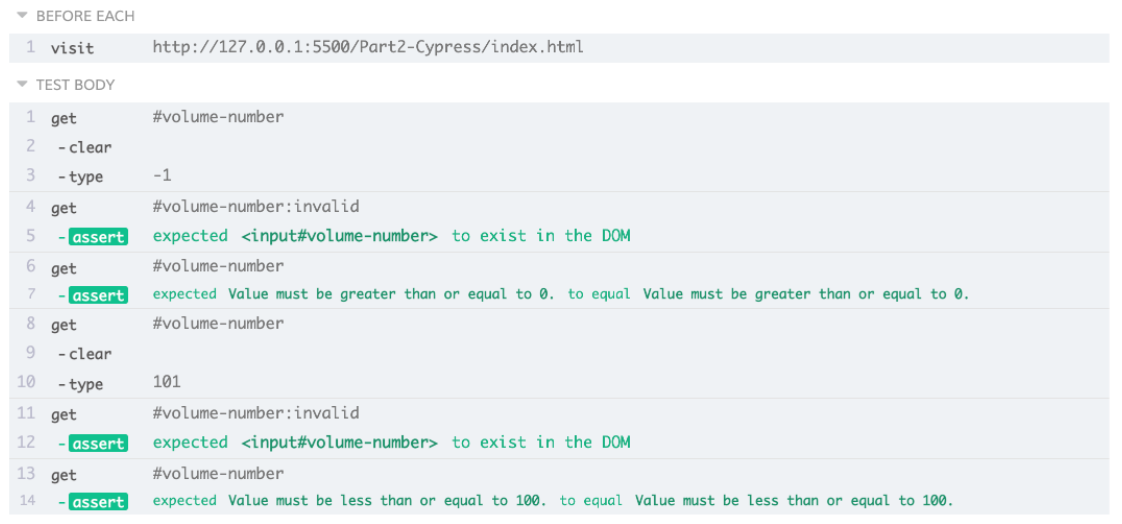 BEFORE EACH
1 visit http://127.0.0.1:5500/Part2-Cypress/index.html
TEST BODY
1 get #volume-number
2 -clear
3 -type -1
4 get #volume-number:invalid
5 -assert expected <input#volume-number> to exist in the DOM
6 get #volume-number
7 -assert expected Value must be greater than or equal to 0. to equal Value must be greater than or equal to 0.
8 get #volume-number
9 -clear
10 -type 101
11 get #volume-number:invalid
12 -assert expected <input#volume-number> to exist in the DOM
13 get #volume-number
14 -assert expected Value must be less than or equal to 100. to equal Value must be less than or equal to 100.